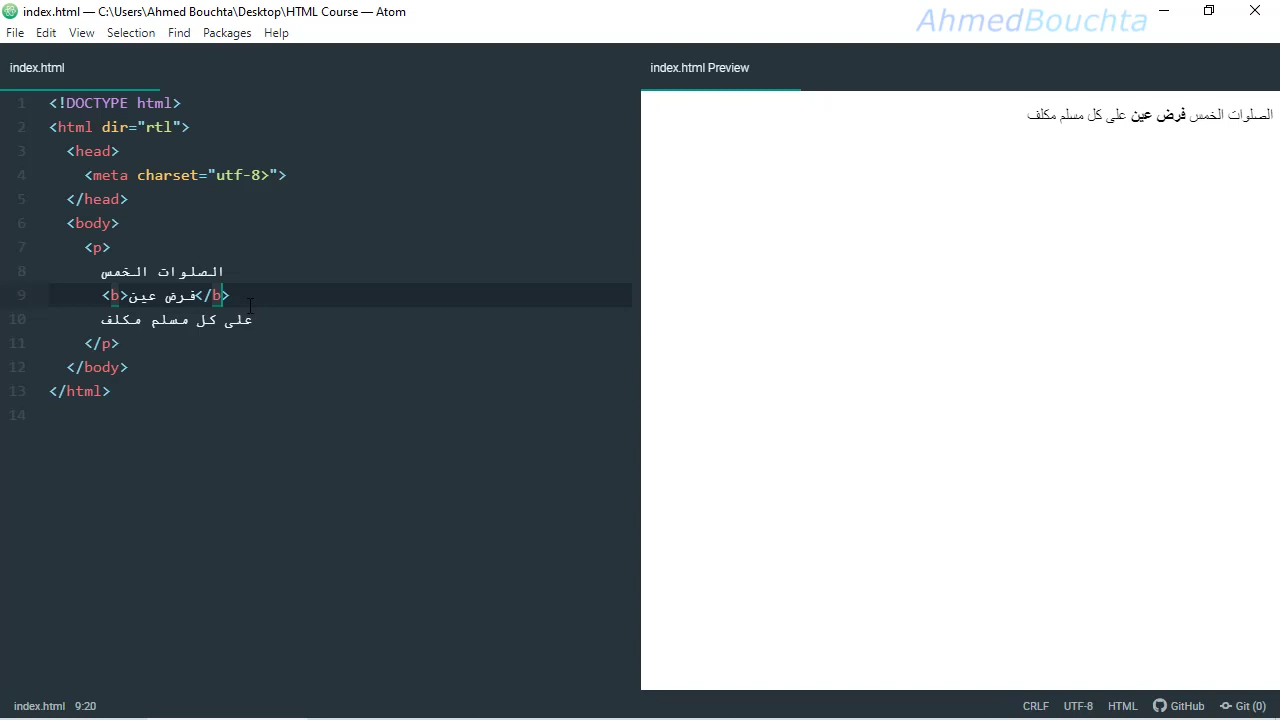 index.html — C:\Users\Ahmed Bouchta\Desktop\HTML Course — Atom
AhmedBouchta
File Edit View Selection Find Packages Help
index.html
1 <!DOCTYPE html>
2 <html dir="rtl">
3 <head>
4 <meta charset="utf-8>">
5 </head>
6 <body>
7 <p>
8 الصلوات الخمس
9 <b>فرض عين</b>
10 على كل مسلم مكلف
11 </p>
12 </body>
13 </html>
14
index.html Preview
الصلوات الخمس فرض عين على كل مسلم مكلف
index.html 9:20
CRLF UTF-8 HTML GitHub Git (0)